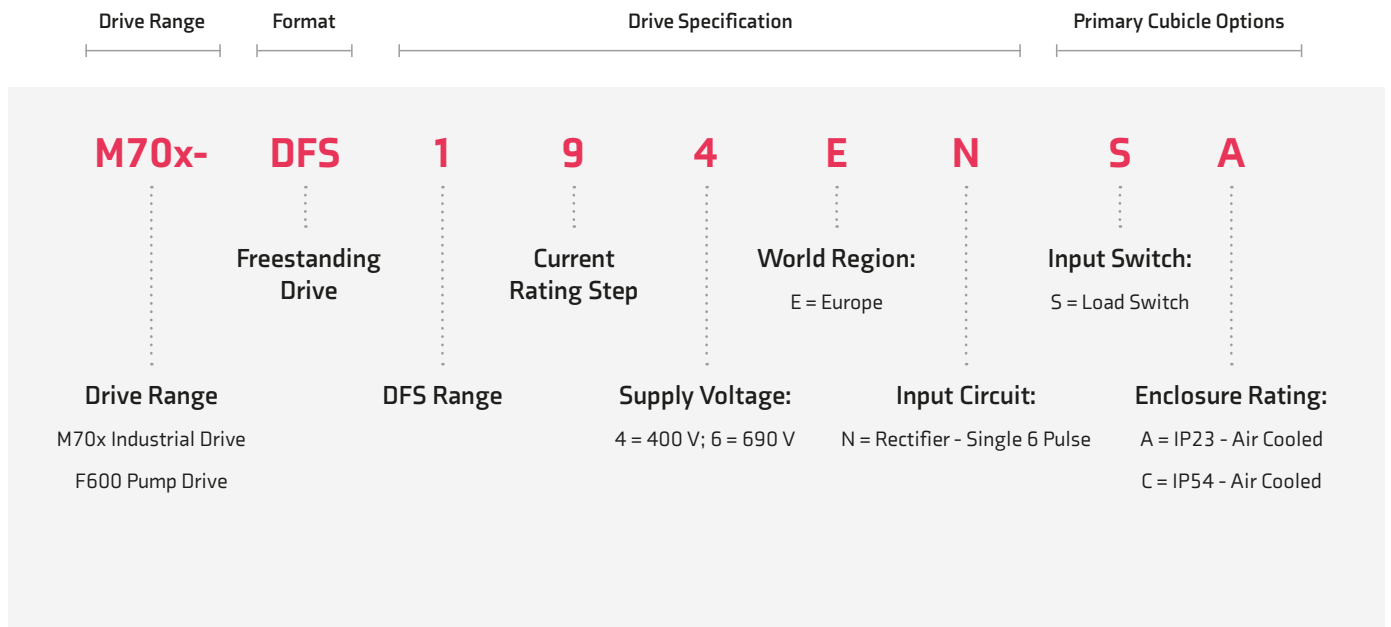 Drive Range
Format
Drive Specification
Primary Cubicle Options
M70x- DFS 1 9 4 E N S A
Freestanding
Drive
Current
Rating Step
World Region:
E = Europe
Input Switch:
S = Load Switch
Drive Range
M70x Industrial Drive
F600 Pump Drive
DFS Range
Supply Voltage:
4 = 400 V; 6 = 690 V
Input Circuit:
N = Rectifier - Single 6 Pulse
Enclosure Rating:
A = IP23 - Air Cooled
C = IP54 - Air Cooled